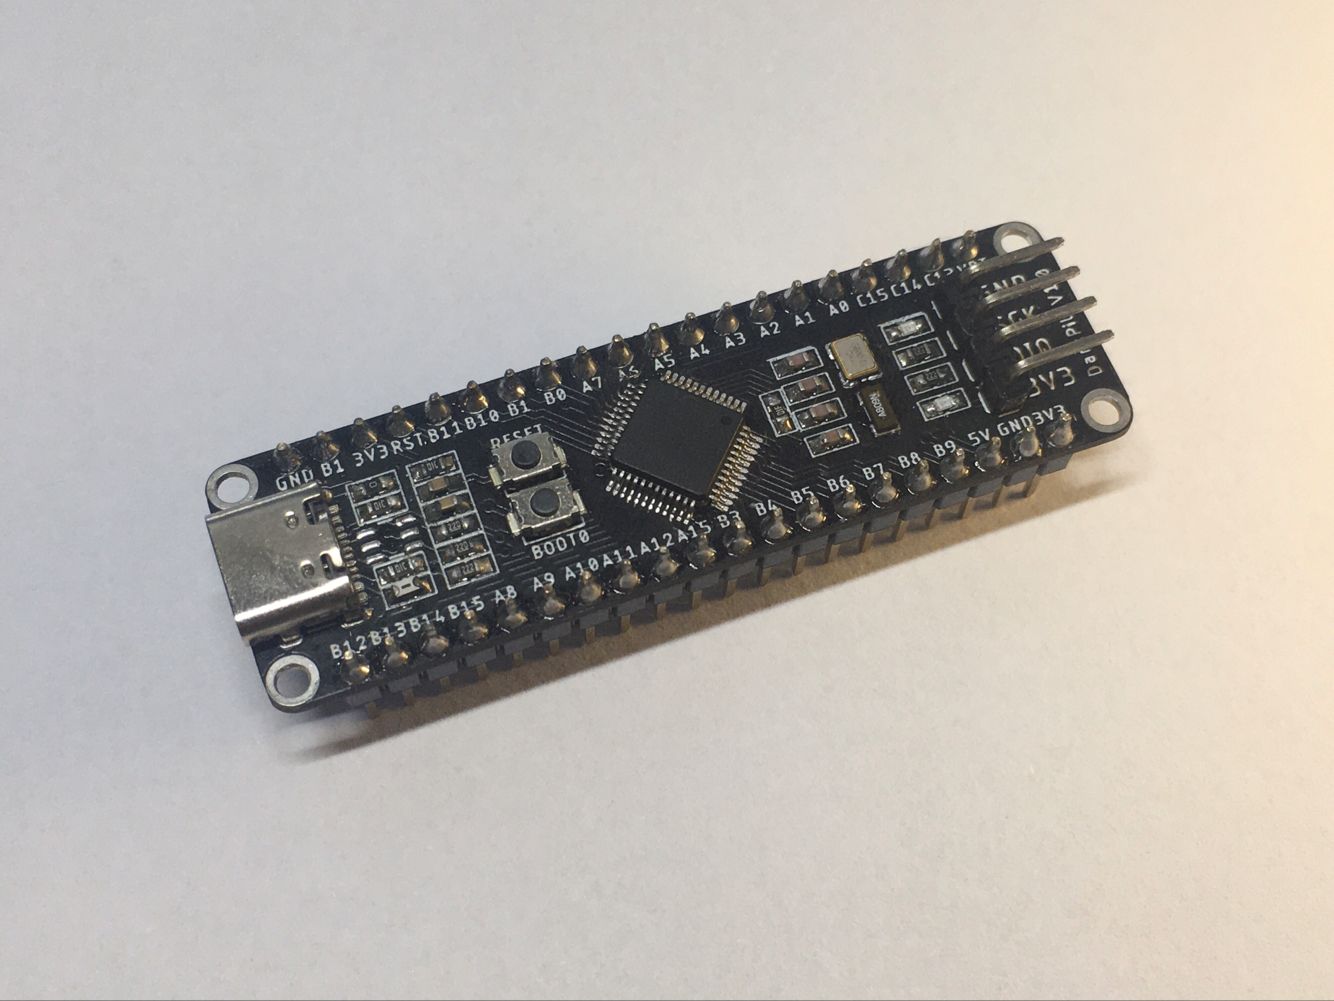 GND B1 3V3 RST B11 B10 B1 B0 A7 A5 A4 A3 A2 A1 A0 C15 C14 C13
RESET
BOOT0
3V3
B12 B13 B14 B15 A8 A9 A10 A11 A12 A15 B3 B4 B5 B6 B7 B8 B9 5V GND 3V3